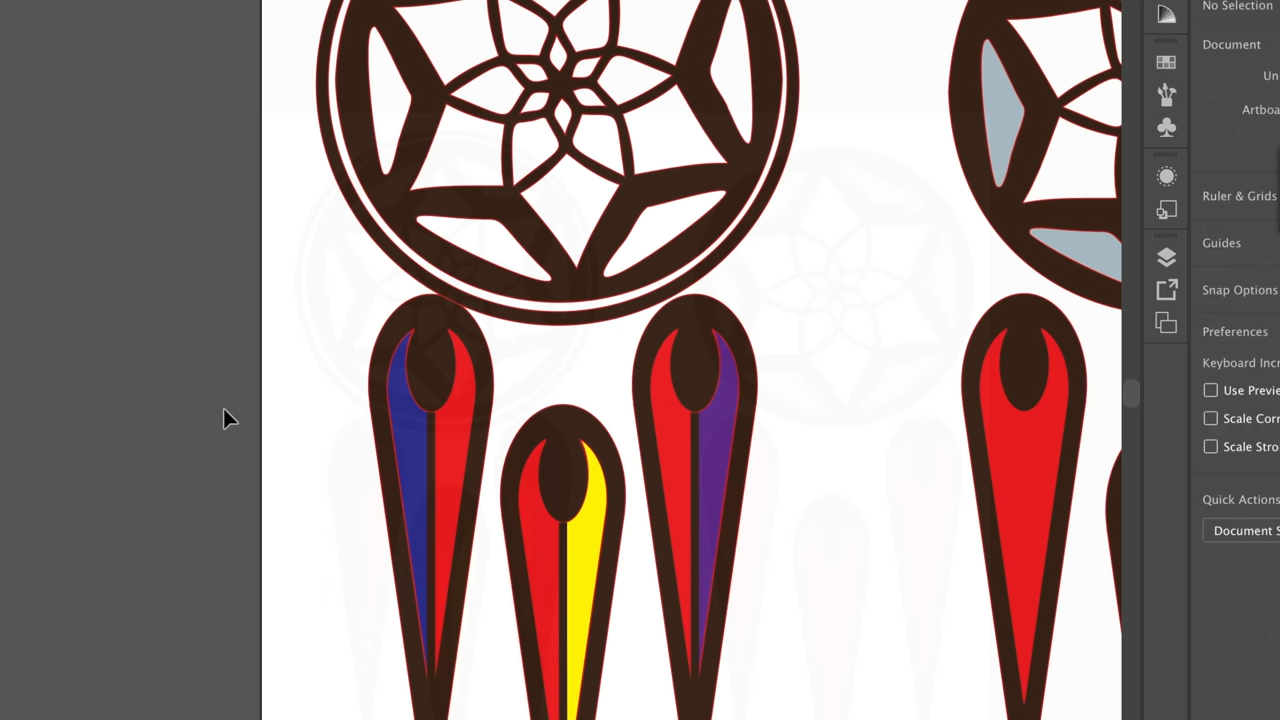 No Selection
Document
Un
Artboa
Ruler & Grids
Guides
Snap Options
Preferences
Keyboard Incr
Use Previe
Scale Corr
Scale Stro
Quick Actions
Document S